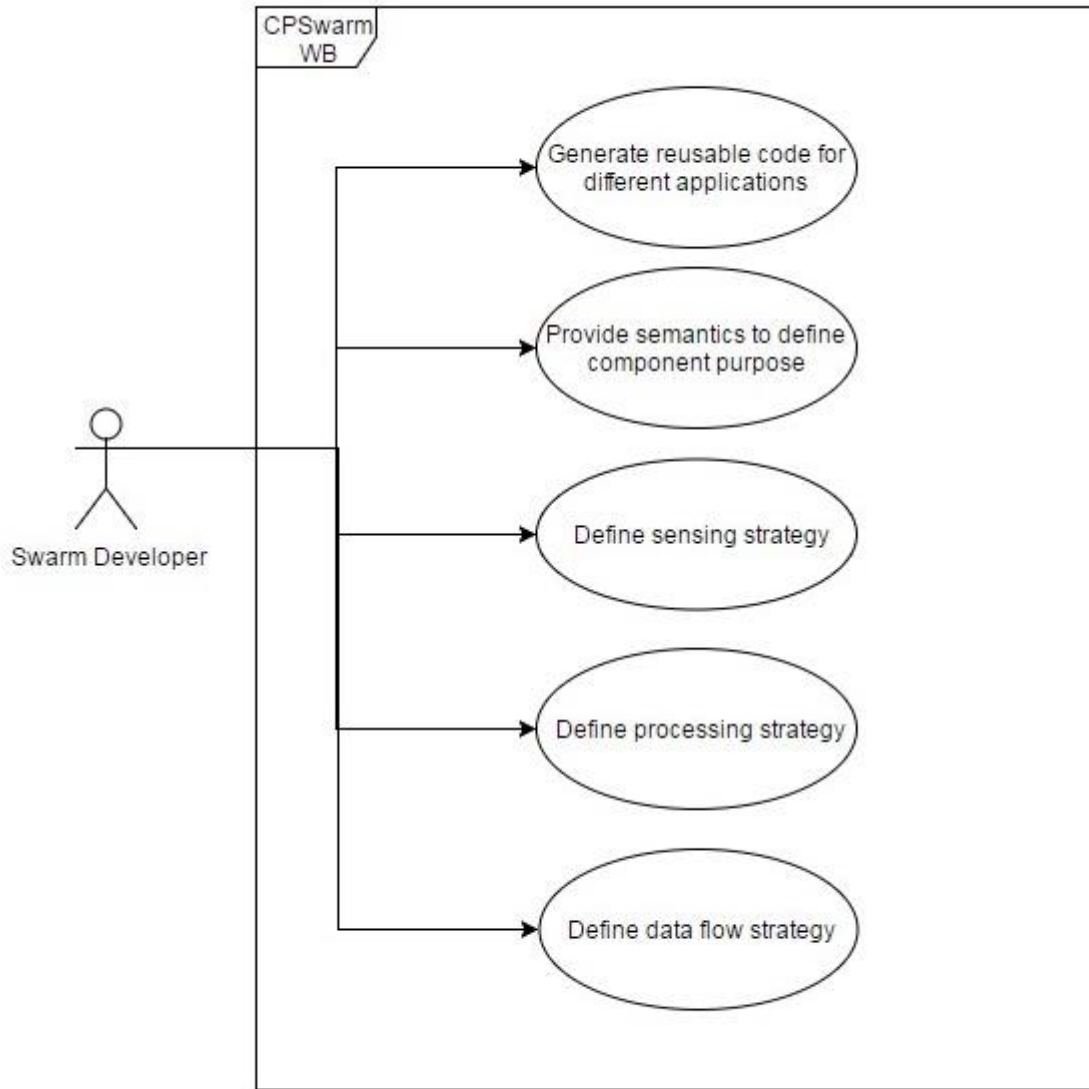 CPSwarm
WB
Generate reusable code for
different applications
Provide semantics to define
component purpose
Define sensing strategy
Swarm Developer
Define processing strategy
Define data flow strategy